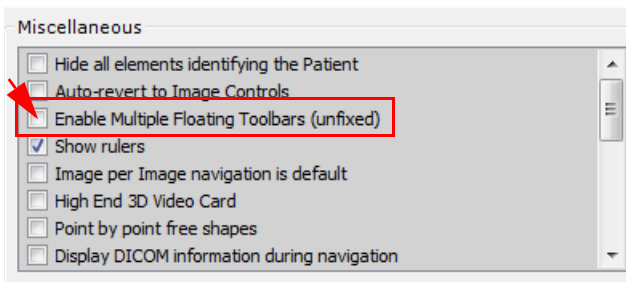 Miscellaneous
Hide all elements identifying the Patient
Auto-revert to Image Controls
Enable Multiple Floating Toolbars (unfixed)
Show rulers
Image per Image navigation is default
High End 3D Video Card
Point by point free shapes
Display DICOM information during navigation